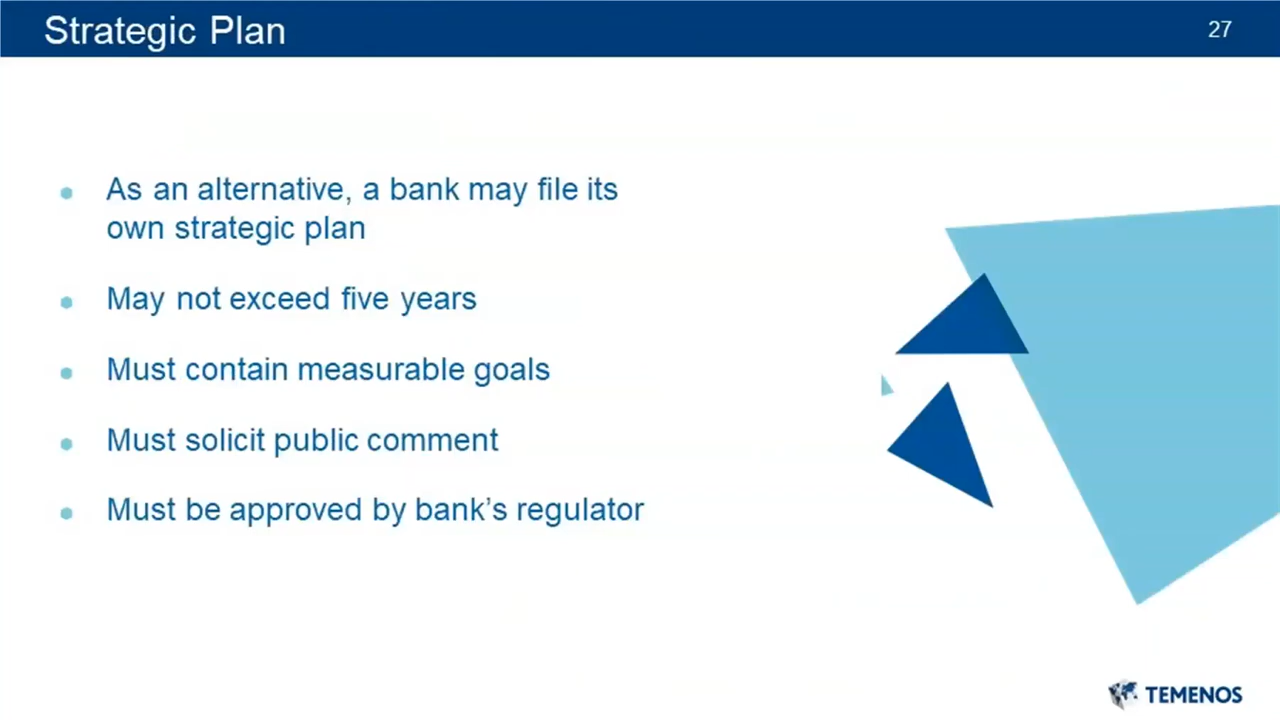 Strategic Plan
27
As an alternative, a bank may file its
own strategic plan
May not exceed five years
Must contain measurable goals
Must solicit public comment
Must be approved by bank’s regulator
TEMENOS